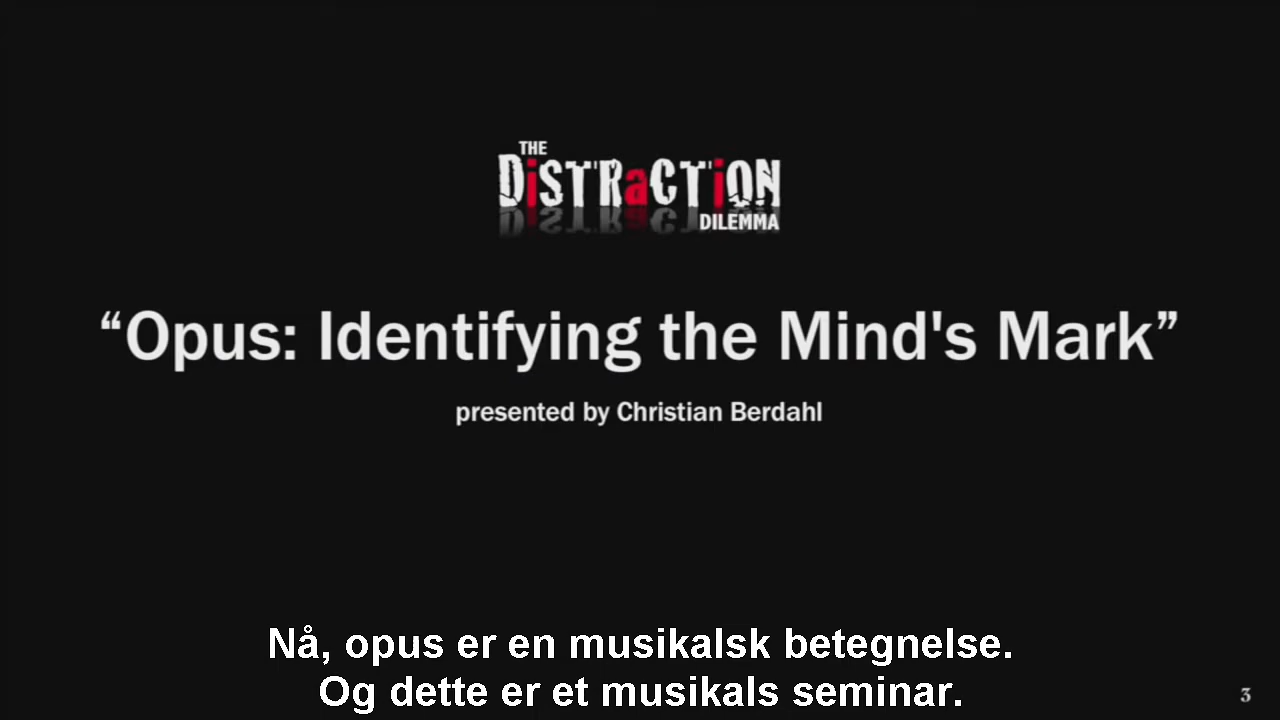 THE
DiSTRaCTiON
DILEMMA
“Opus: Identifying the Mind's Mark”
presented by Christian Berdahl
Nå, opus er en musikalsk betegnelse.
Og dette er et musikals seminar.
3